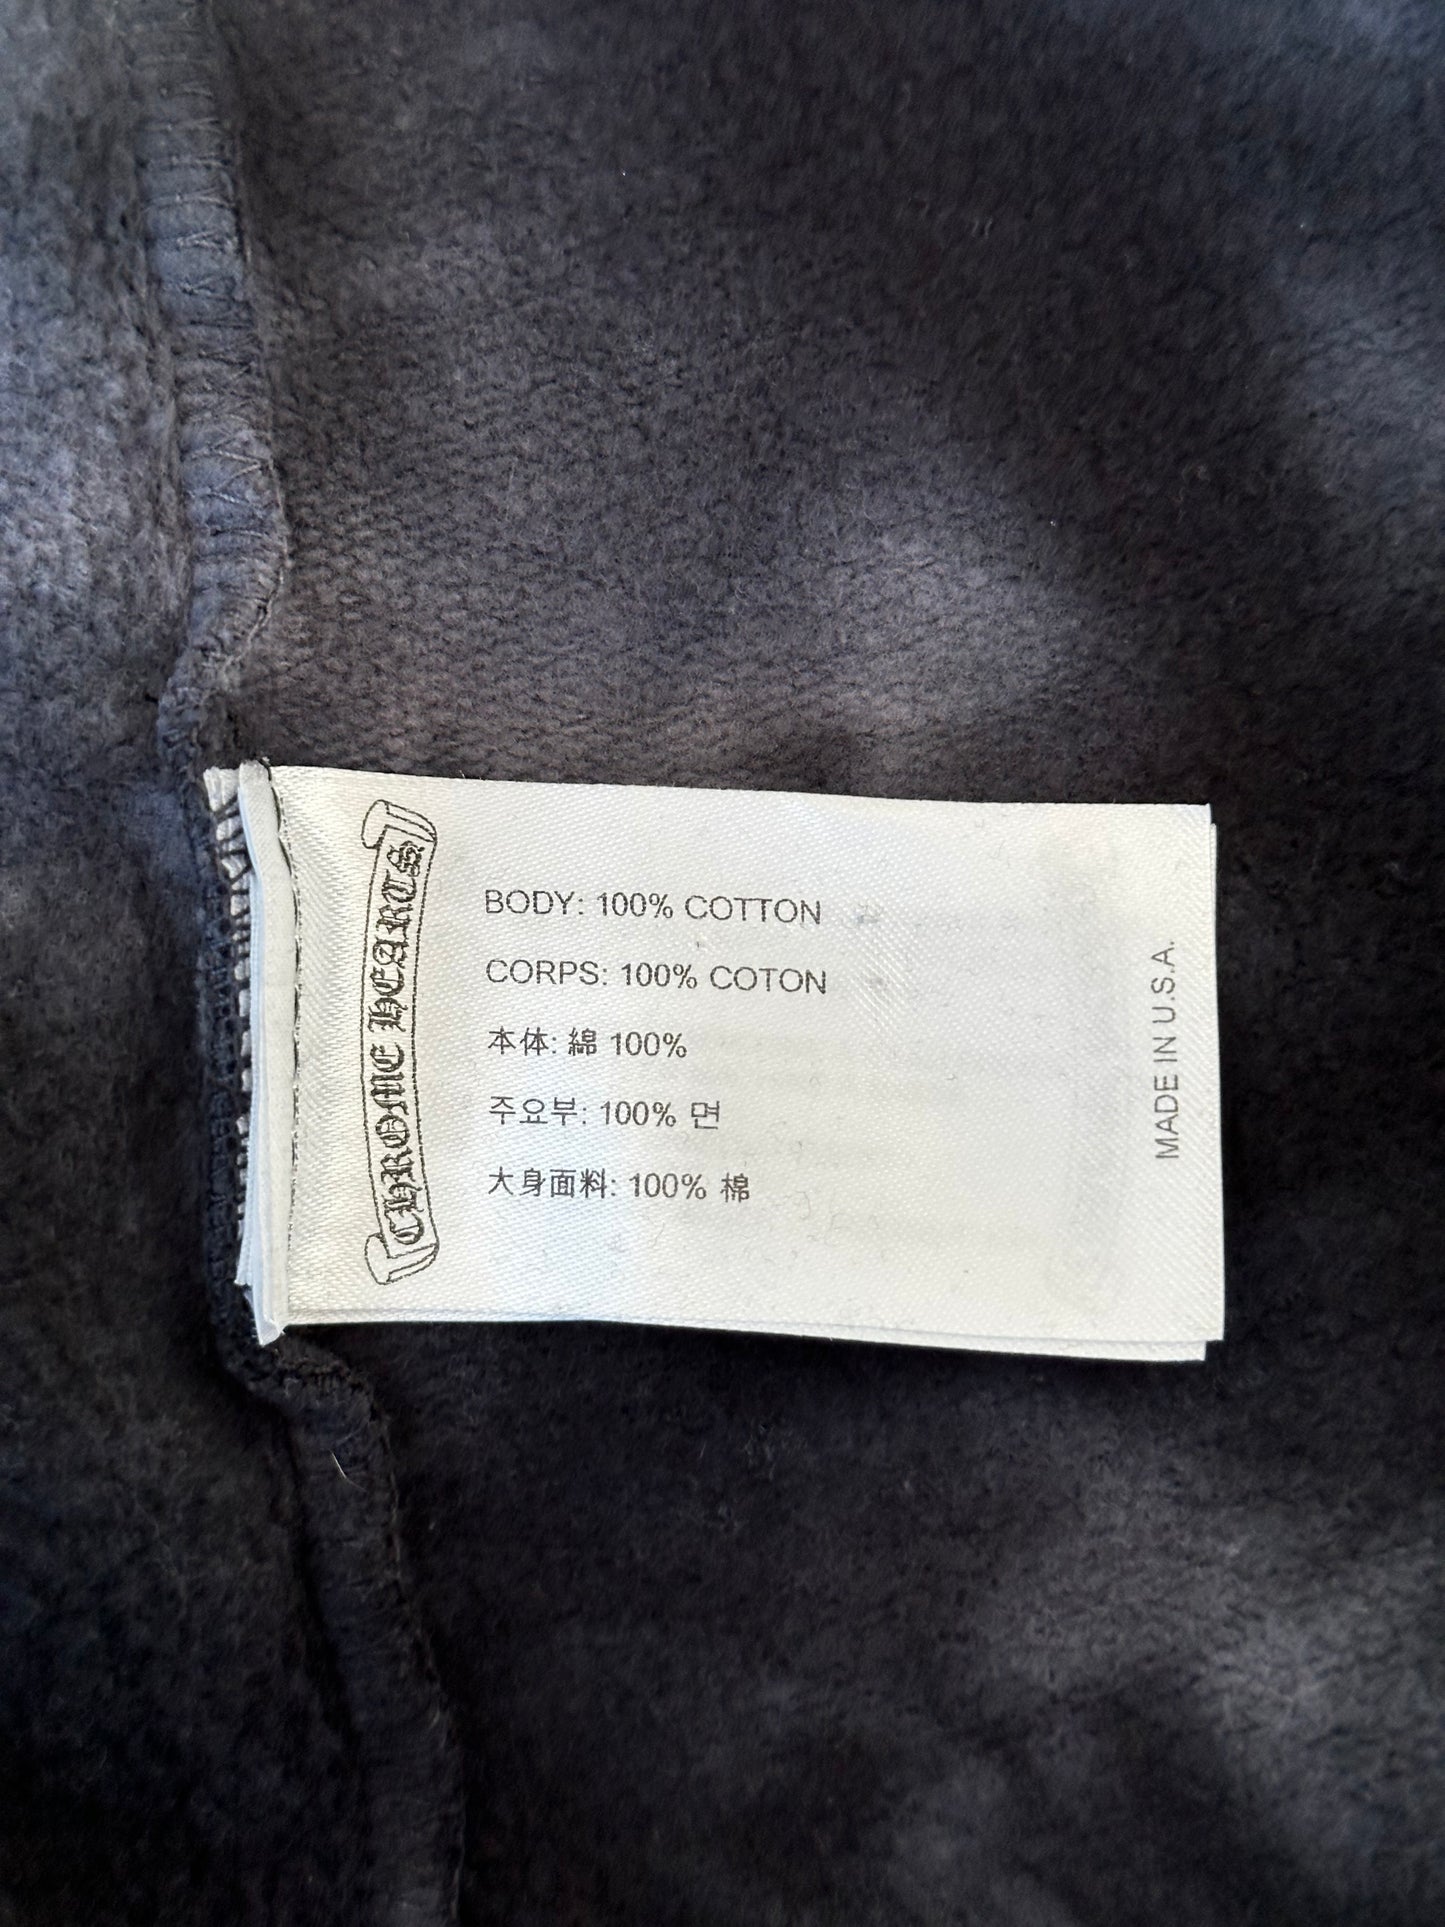 CHROME HEARTS
BODY: 100% COTTON
CORPS: 100% COTON
本体: 綿 100%
주요부: 100% 면
大身面料: 100% 棉
MADE IN U.S.A.